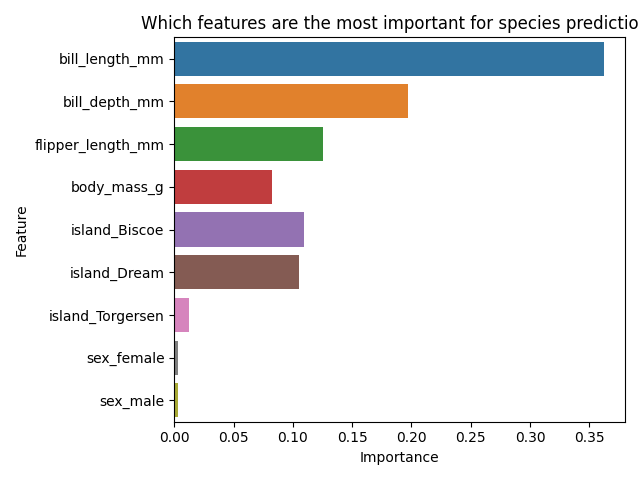 Which features are the most important for species predictio
bill_length_mm
bill_depth_mm
flipper_length_mm
body_mass_g
island_Biscoe
island_Dream
island_Torgersen
sex_female
sex_male
Feature
0.00 0.05 0.10 0.15 0.20 0.25 0.30 0.35
Importance